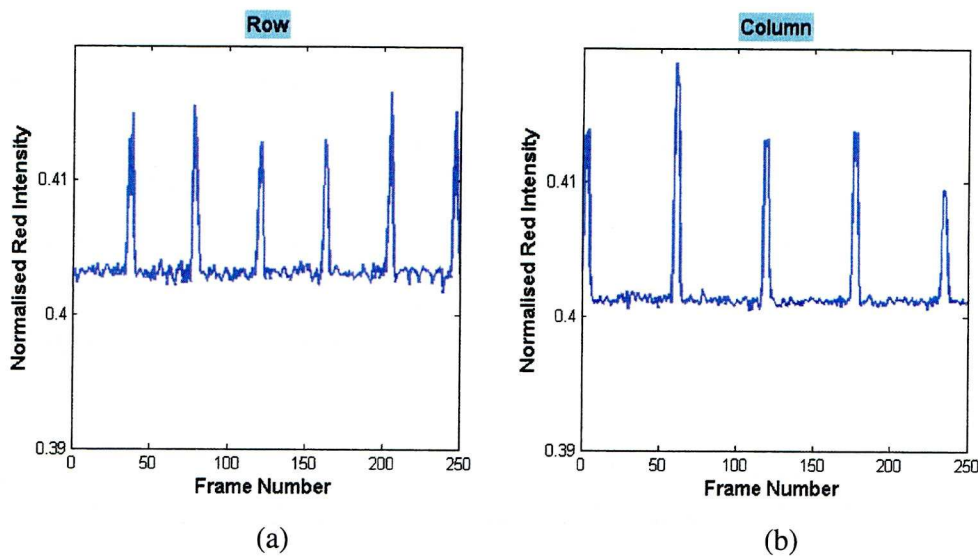 Row
Normalised Red Intensity
0.41
0.4
0.39
0 50 100 150 200 250
Frame Number
(a)
Column
Normalised Red Intensity
0.41
0.4
0.39
0 50 100 150 200 250
Frame Number
(b)